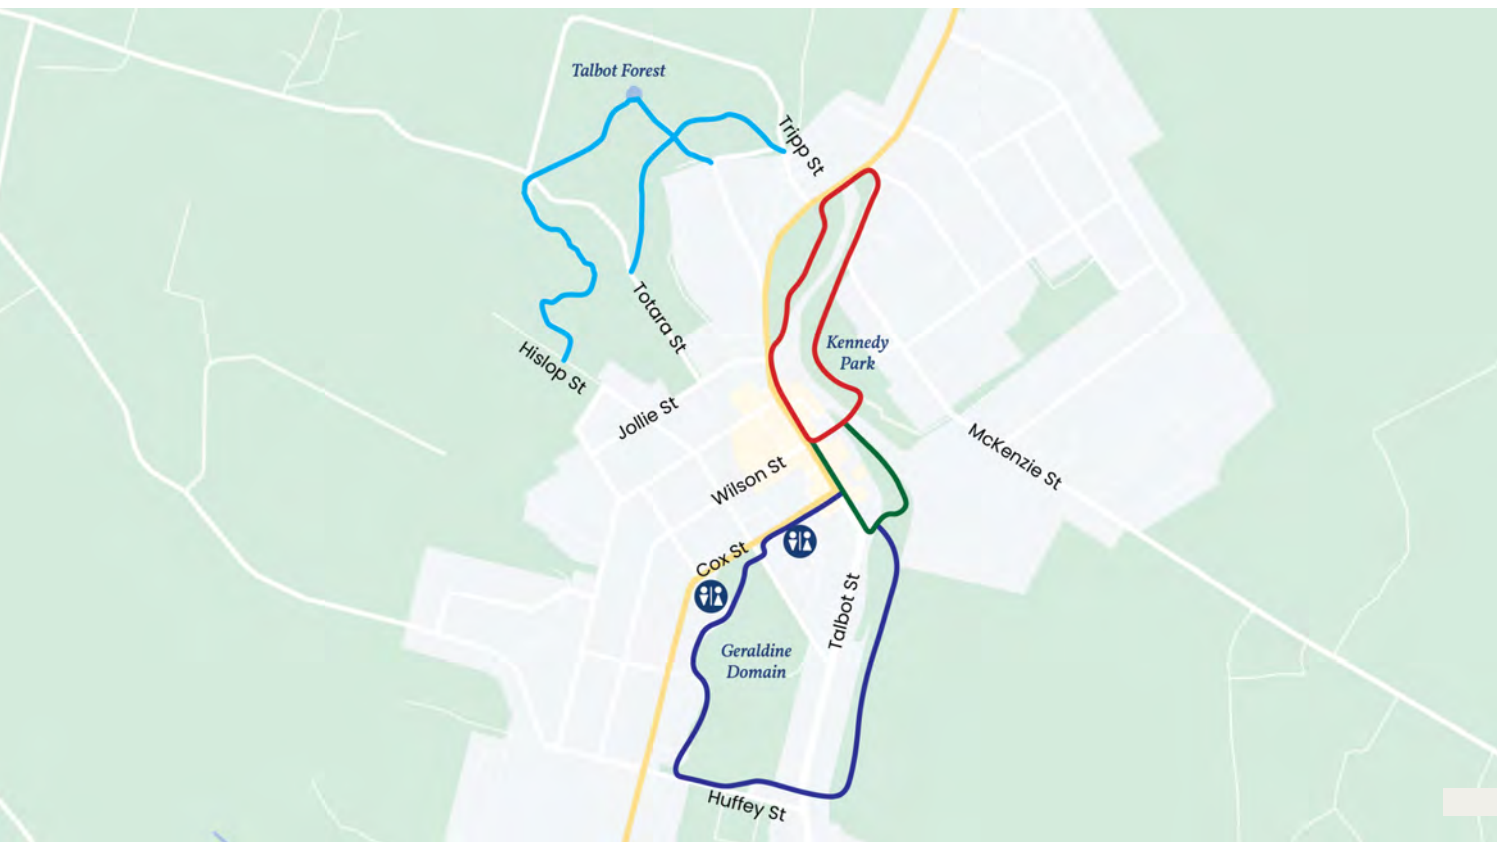 Talbot Forest
Tripp St
Totara St
Hislop St
Kennedy
Park
Jollie St
McKenzie St
Wilson St
Cox St
Talbot St
Geraldine
Domain
Huffey St